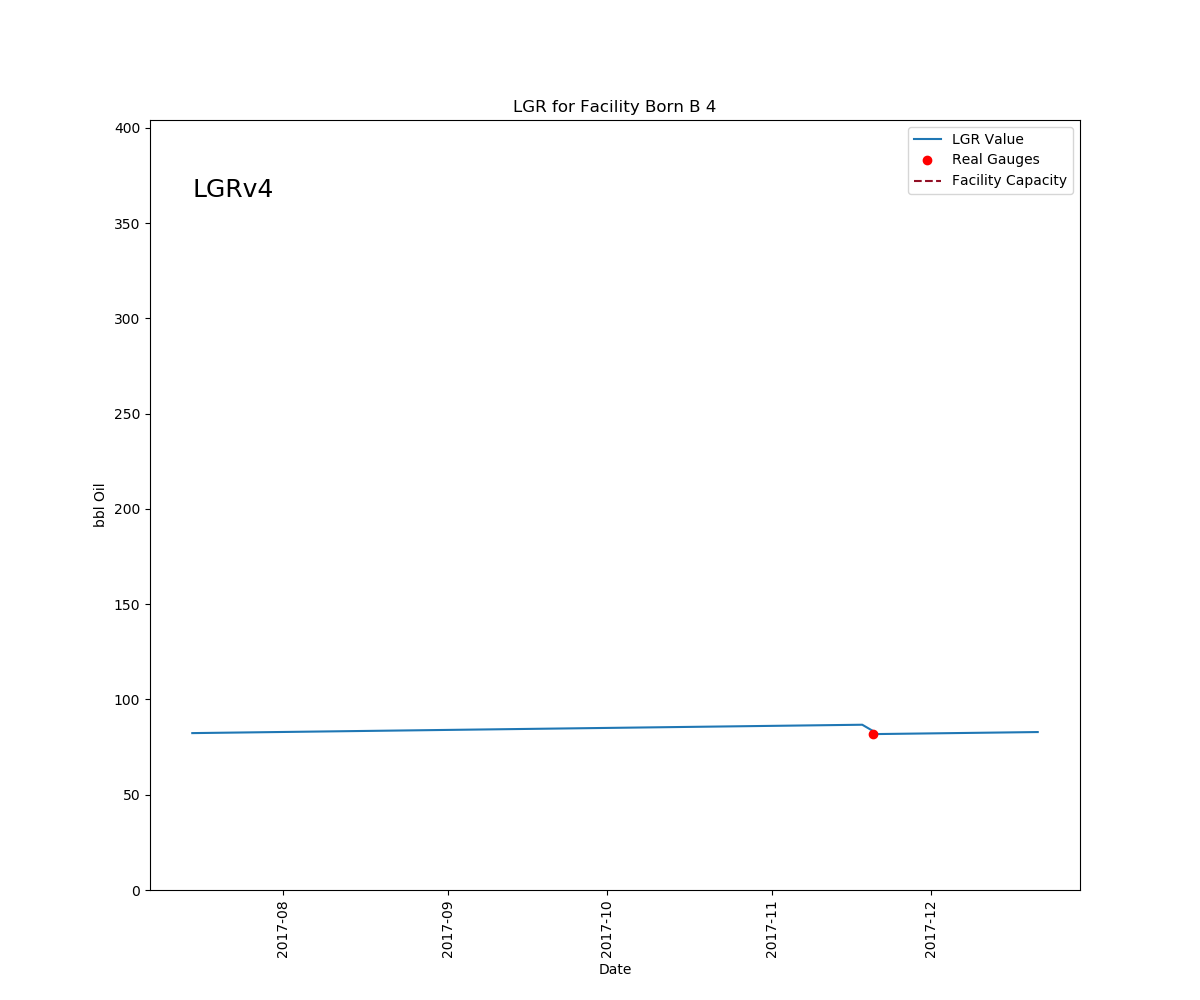 LGR for Facility Born B 4
LGRv4
LGR Value
Real Gauges
Facility Capacity
bbl Oil
400
350
300
250
200
150
100
50
0
2017-08
2017-09
2017-10
2017-11
2017-12
Date